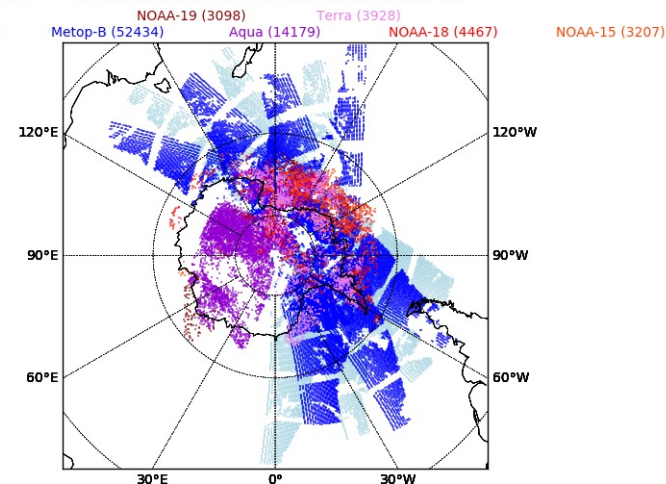 NOAA-19 (3098) Terra (3928)
Metop-B (52434) Aqua (14179) NOAA-18 (4467) NOAA-15 (3207)
120°E 120°W
90°E 90°W
60°E 60°W
30°E 0° 30°W